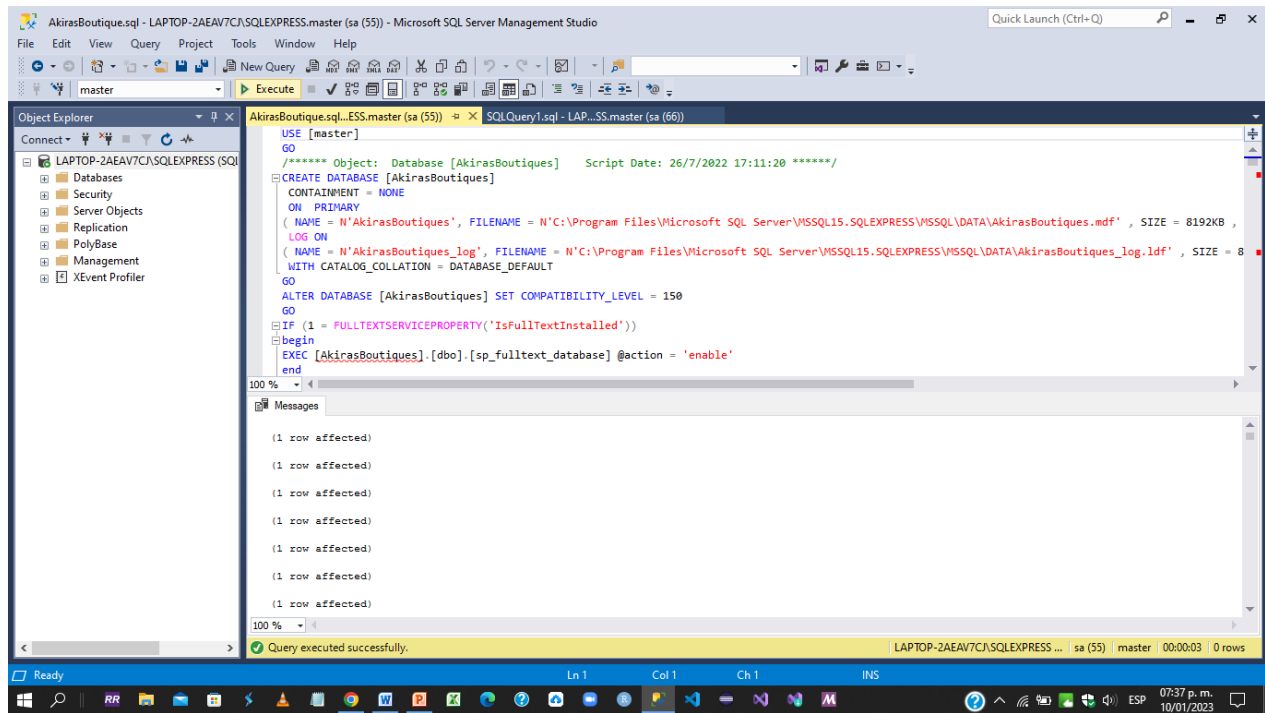 AkirasBoutique.sql - LAPTOP-2AEAV7CJ\SQLEXPRESS.master (sa (55)) - Microsoft SQL Server Management Studio
Quick Launch (Ctrl+Q)
File Edit View Query Project Tools Window Help
New Query
master
Execute
Object Explorer
AkirasBoutique.sql...ESS.master (sa (55))
SQLQuery1.sql - LAP...SS.master (sa (66))
Connect
LAPTOP-2AEAV7CJ\SQLEXPRESS (SQl
Databases
Security
Server Objects
Replication
PolyBase
Management
XEvent Profiler
USE [master]
GO
/****** Object: Database [AkirasBoutiques] Script Date: 26/7/2022 17:11:20 ******/
CREATE DATABASE [AkirasBoutiques]
CONTAINMENT = NONE
ON PRIMARY
( NAME = N'AkirasBoutiques', FILENAME = N'C:\Program Files\Microsoft SQL Server\MSSQL15.SQLEXPRESS\MSSQL\DATA\AkirasBoutiques.mdf' , SIZE = 8192KB ,
LOG ON
( NAME = N'AkirasBoutiques_log', FILENAME = N'C:\Program Files\Microsoft SQL Server\MSSQL15.SQLEXPRESS\MSSQL\DATA\AkirasBoutiques_log.ldf' , SIZE = 8
WITH CATALOG_COLLATION = DATABASE_DEFAULT
GO
ALTER DATABASE [AkirasBoutiques] SET COMPATIBILITY_LEVEL = 150
GO
IF (1 = FULLTEXTSERVICEPROPERTY('IsFullTextInstalled'))
begin
EXEC [AkirasBoutiques].[dbo].[sp_fulltext_database] @action = 'enable'
end
100 %
Messages
(1 row affected)
(1 row affected)
(1 row affected)
(1 row affected)
(1 row affected)
(1 row affected)
(1 row affected)
100 %
Query executed successfully.
LAPTOP-2AEAV7CJ\SQLEXPRESS ... sa (55) master 00:00:03 0 rows
Ready Ln 1 Col 1 Ch 1 INS
ESP
07:37 p. m.
10/01/2023